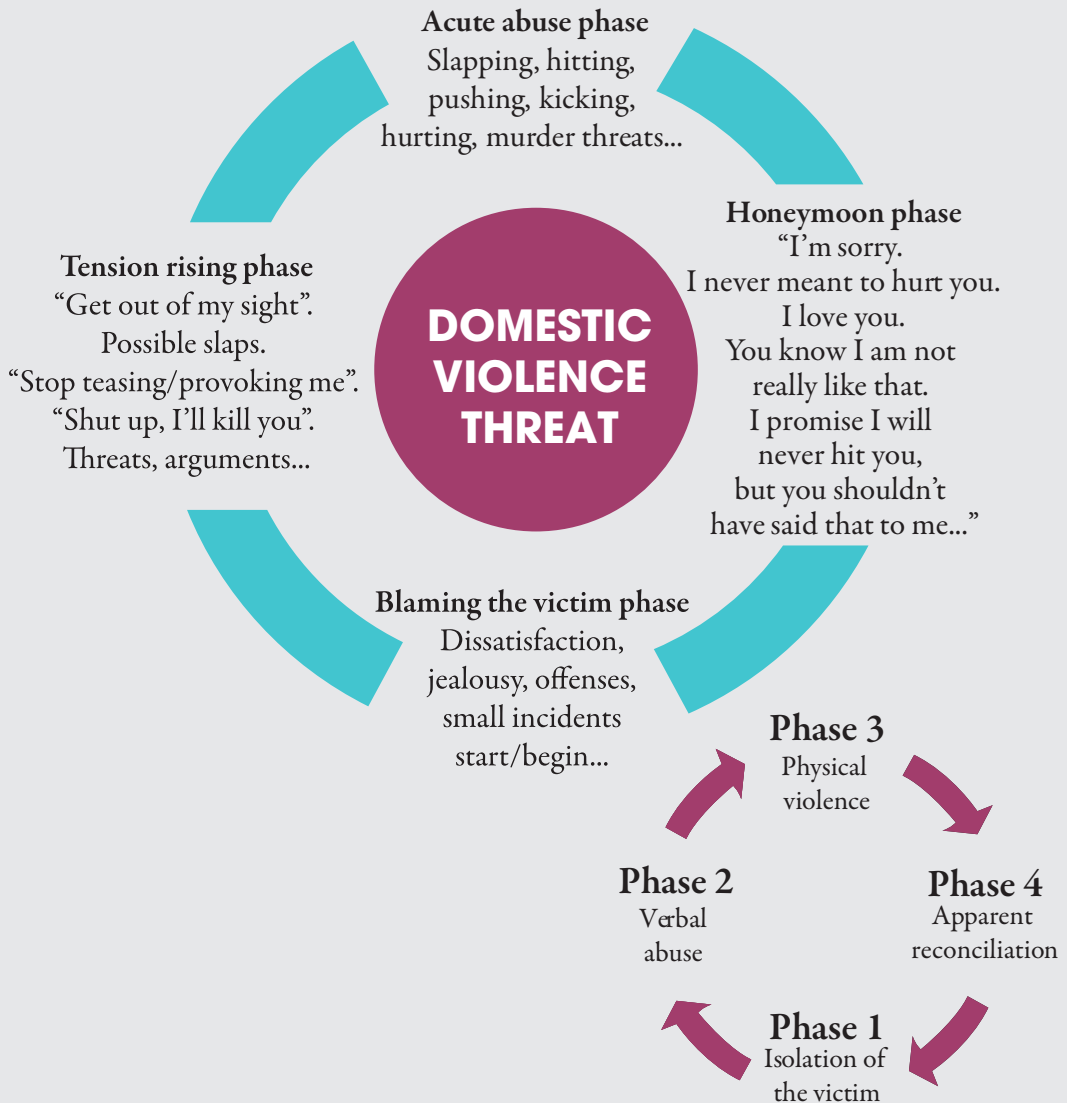 Acute abuse phase
Slapping, hitting,
pushing, kicking,
hurting, murder threats...
Honeymoon phase
“I’m sorry.
I never meant to hurt you.
I love you.
You know I am not
really like that.
I promise I will
never hit you,
but you shouldn’t
have said that to me...”
Tension rising phase
“Get out of my sight”.
Possible slaps.
“Stop teasing/provoking me”.
“Shut up, I’ll kill you”.
Threats, arguments...
DOMESTIC
VIOLENCE
THREAT
Blaming the victim phase
Dissatisfaction,
jealousy, offenses,
small incidents
start/begin...
Phase 3
Physical
violence
Phase 2
Verbal
abuse
Phase 4
Apparent
reconciliation
Phase 1
Isolation of
the victim